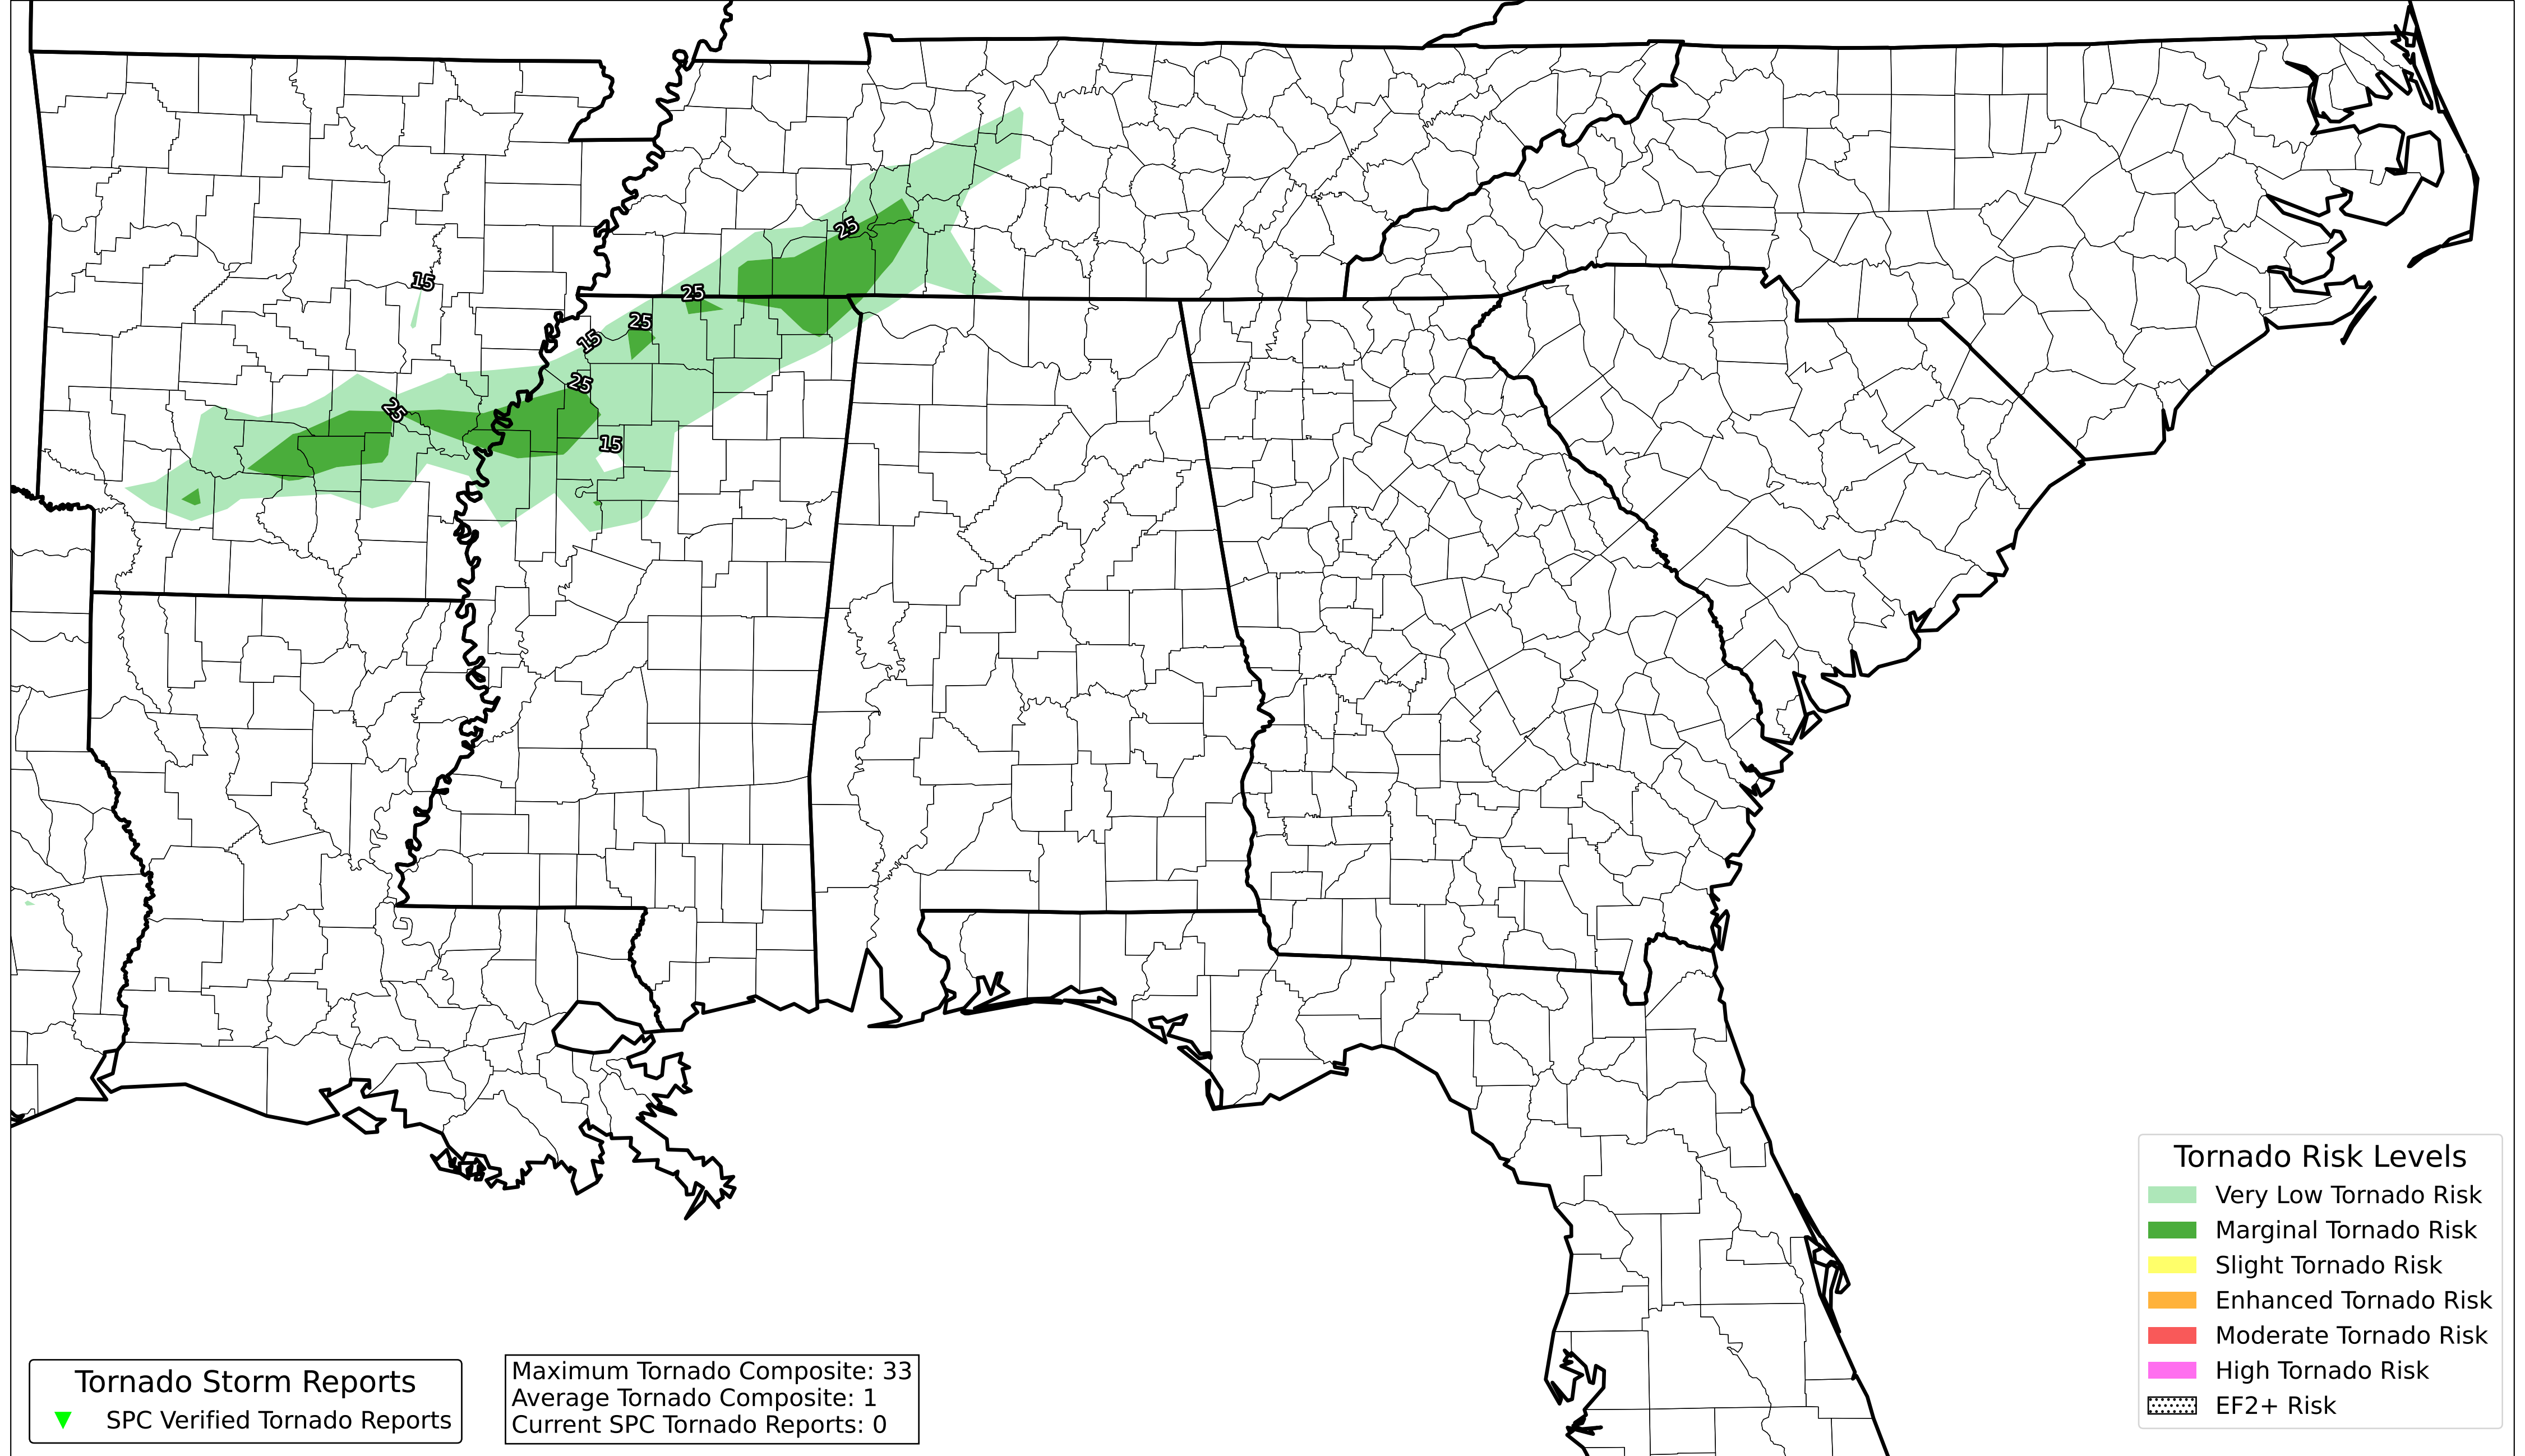 25
15
25
25
15
25
25
15
Tornado Risk Levels
Very Low Tornado Risk
Marginal Tornado Risk
Slight Tornado Risk
Enhanced Tornado Risk
Moderate Tornado Risk
High Tornado Risk
EF2+ Risk
Tornado Storm Reports
SPC Verified Tornado Reports
Maximum Tornado Composite: 33
Average Tornado Composite: 1
Current SPC Tornado Reports: 0